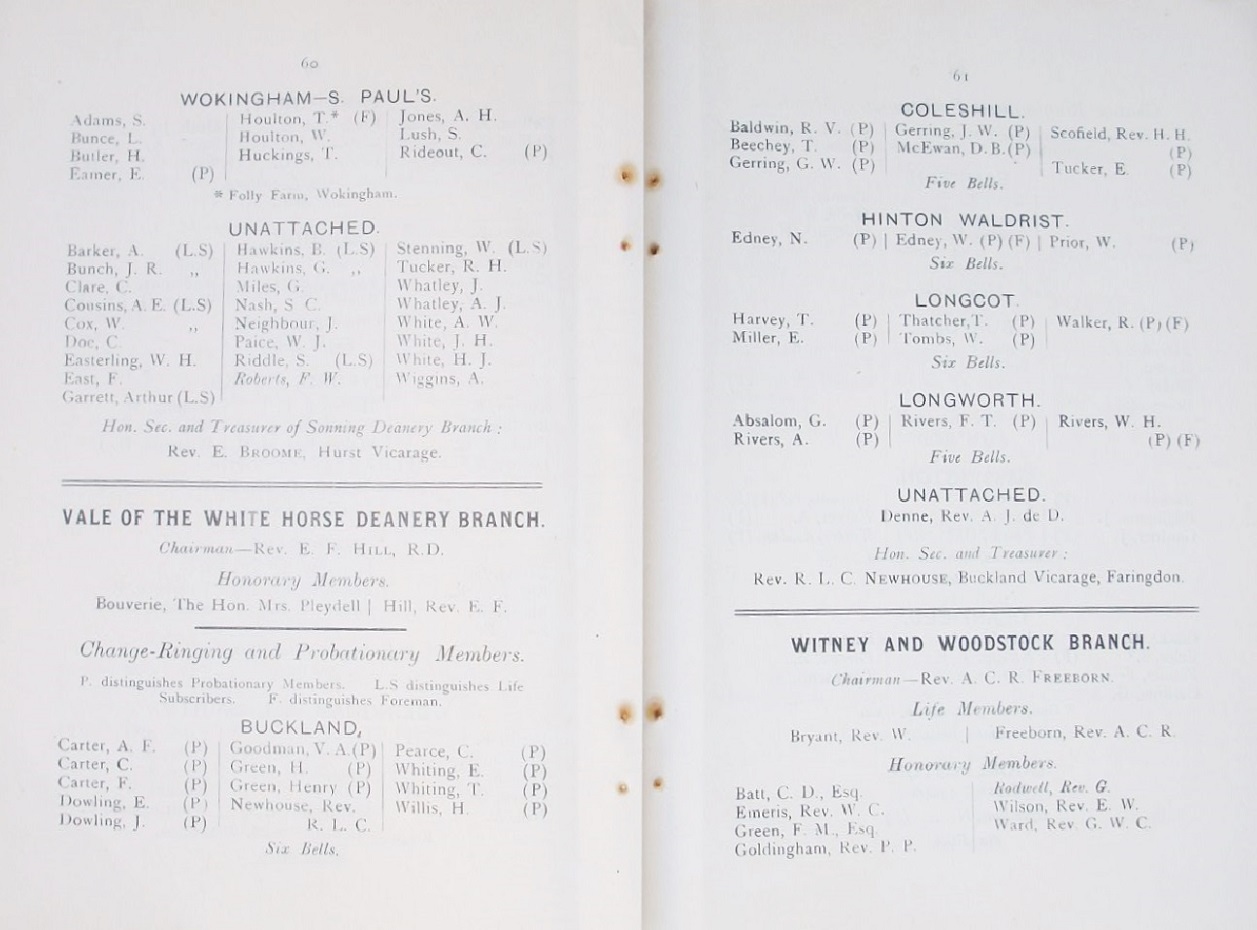 60
WOKINGHAM—S. PAUL'S.
Adams, S. | Houlton, T.* (F) | Jones, A. H.
Bunce, L. | Houlton, W. | Lush, S.
Butler, H. | Huckings, T. | Rideout, C. (P)
Eamer, E. (P)
* Folly Farm, Wokingham.
UNATTACHED.
Barker, A. (L.S) | Hawkins, B. (L.S) | Stenning, W. (L.S)
Bunch, J. R. ,, | Hawkins, G. ,, | Tucker, R. H.
Clare, C. | Miles, G. | Whatley, J.
Cousins, A. E. (L.S) | Nash, S C. | Whatley, A. J.
Cox, W. ,, | Neighbour, J. | White, A. W.
Doe, C. | Paice, W. J. | White, J. H.
Easterling, W. H. | Riddle, S. (L.S) | White, H. J.
East, F. | Roberts, F. W. | Wiggins, A.
Garrett, Arthur (L.S)
Hon. Sec. and Treasurer of Sonning Deanery Branch :
Rev. E. BROOME, Hurst Vicarage.
VALE OF THE WHITE HORSE DEANERY BRANCH.
Chairman—Rev. E. F. HILL, R.D.
Honorary Members.
Bouverie, The Hon. Mrs. Pleydell | Hill, Rev. E. F.
Change-Ringing and Probationary Members.
P. distinguishes Probationary Members. L.S distinguishes Life
Subscribers. F. distinguishes Foreman.
BUCKLAND,
Carter, A. F. (P) | Goodman, V. A.(P) | Pearce, C. (P)
Carter, C. (P) | Green, H. (P) | Whiting, E. (P)
Carter, F. (P) | Green, Henry (P) | Whiting, T. (P)
Dowling, E. (P) | Newhouse, Rev. | Willis, H. (P)
Dowling, J. (P) | R. L. C.
Six Bells.
61
COLESHILL.
Baldwin, R. V. (P) | Gerring, J. W. (P) | Scofield, Rev. H. H.
Beechey, T. (P) | McEwan, D. B.(P) | (P)
Gerring, G. W. (P) | Tucker, E. (P)
Five Bells.
HINTON WALDRIST.
Edney, N. (P) | Edney, W. (P) (F) | Prior, W. (P)
Six Bells.
LONGCOT.
Harvey, T. (P) | Thatcher, T. (P) | Walker, R. (P) (F)
Miller, E. (P) | Tombs, W. (P)
Six Bells.
LONGWORTH.
Absalom, G. (P) | Rivers, F. T. (P) | Rivers, W. H.
Rivers, A. (P) | (P) (F)
Five Bells.
UNATTACHED.
Denne, Rev. A. J. de D.
Hon. Sec. and Treasurer :
Rev. R. L. C. NEWHOUSE, Buckland Vicarage, Faringdon.
WITNEY AND WOODSTOCK BRANCH.
Chairman—Rev. A. C. R. FREEBORN.
Life Members.
Bryant, Rev. W. | Freeborn, Rev. A. C. R.
Honorary Members.
Batt, C. D., Esq. | Rodwell, Rev. G.
Emeris, Rev. W. C. | Wilson, Rev. E. W.
Green, F. M., Esq. | Ward, Rev. G. W. C.
Goldingham, Rev. P. P.